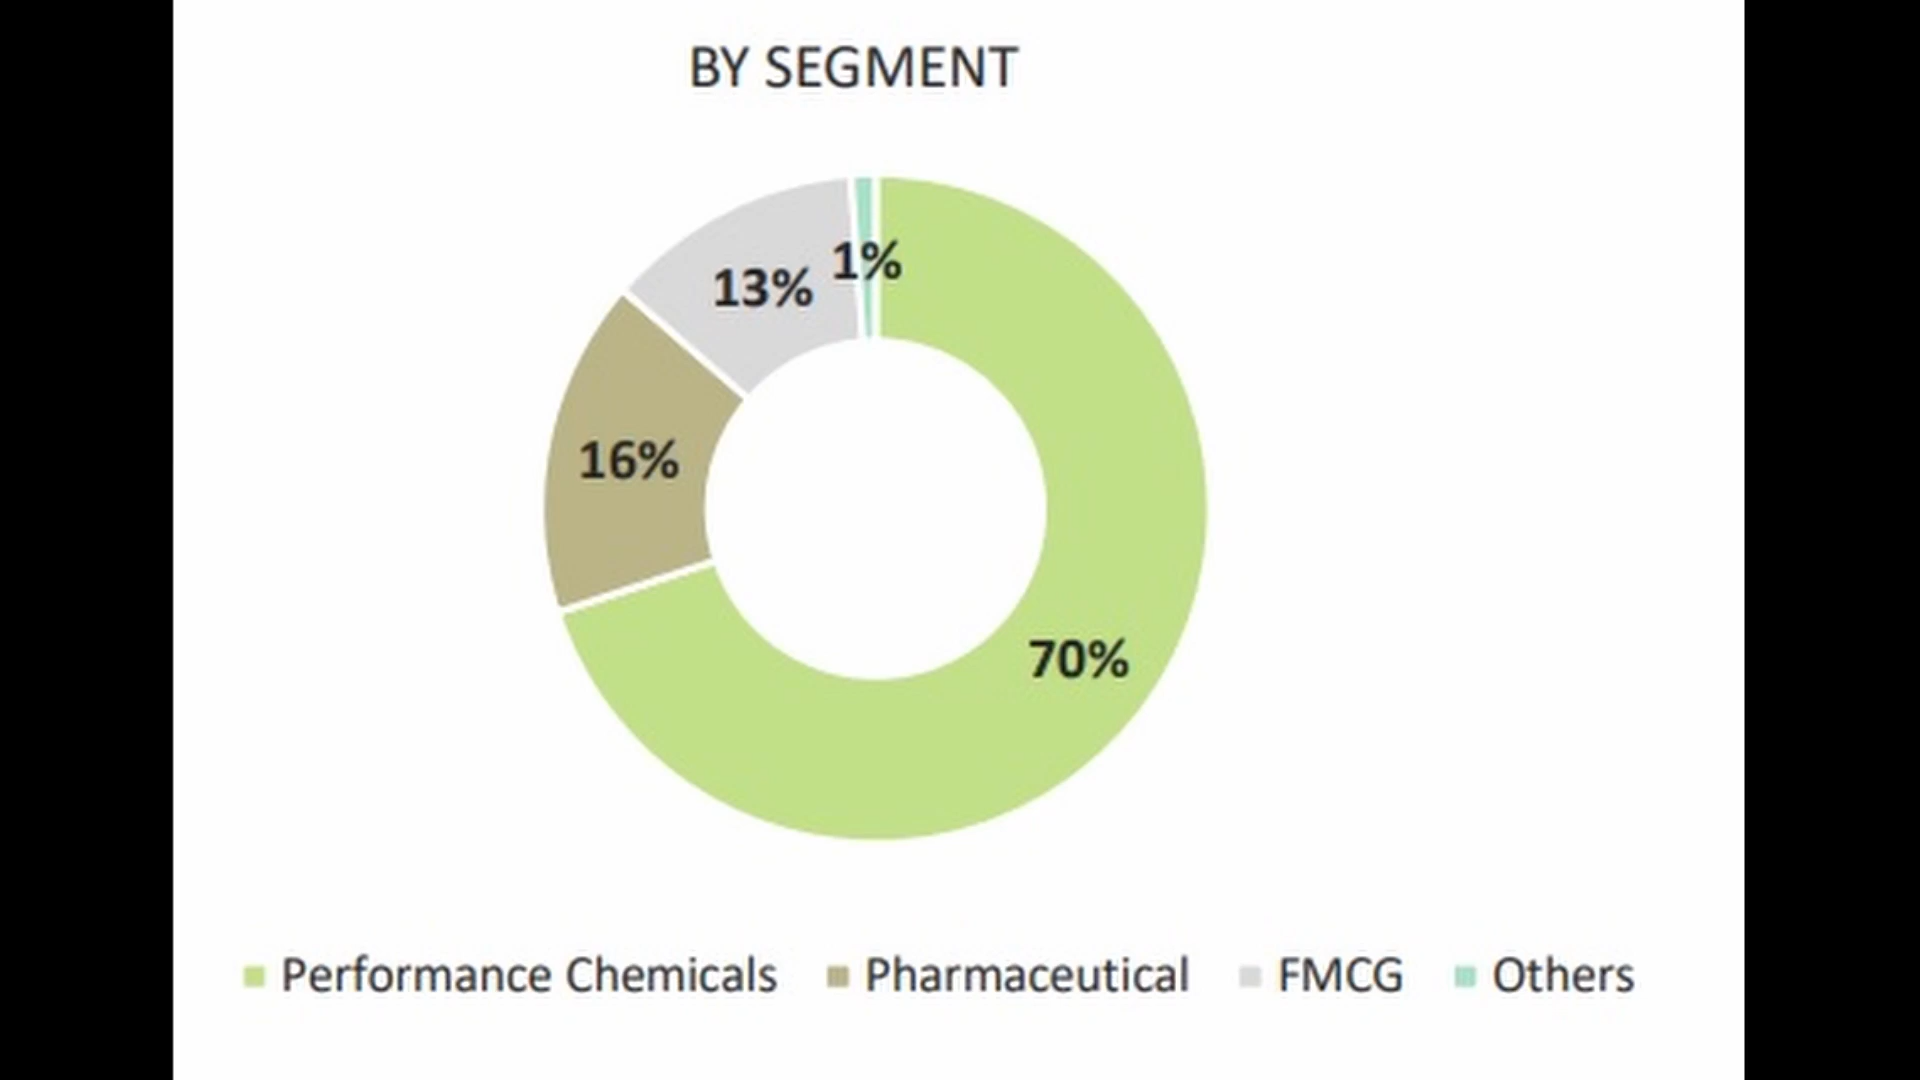 BY SEGMENT
1%
13%
16%
70%
Performance Chemicals Pharmaceutical FMCG Others